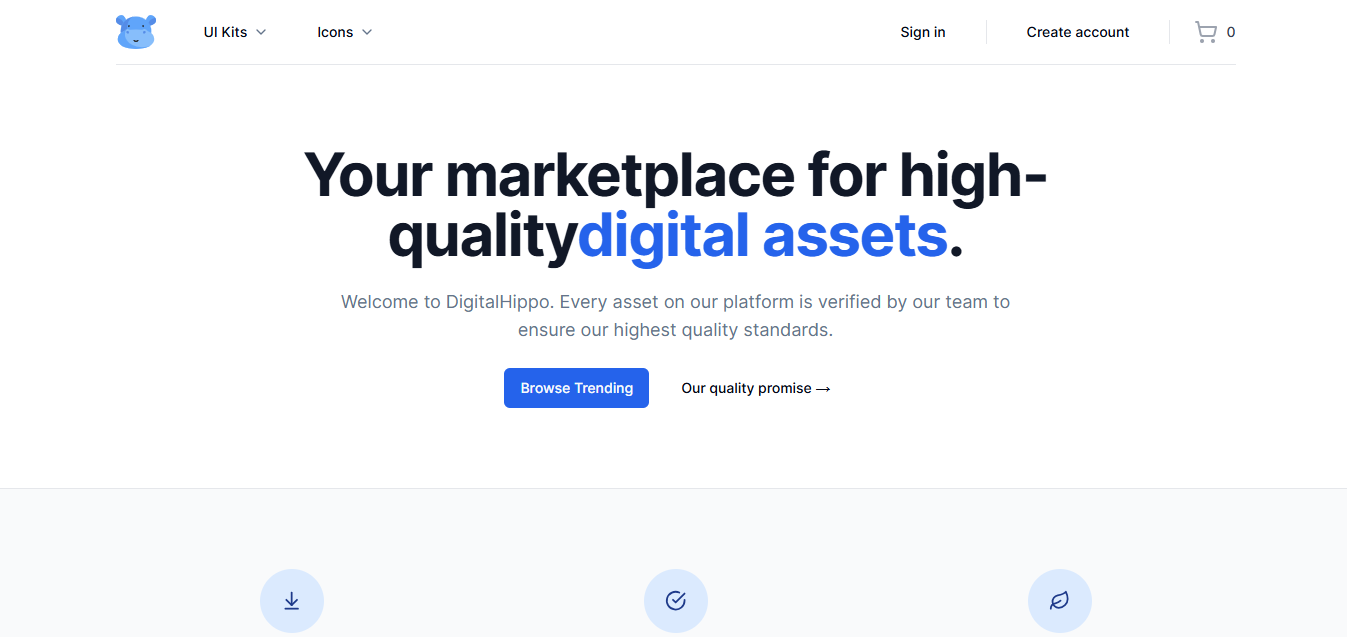 UI Kits
Icons
Sign in
Create account
0
Your marketplace for high-
qualitydigital assets.
Welcome to DigitalHippo. Every asset on our platform is verified by our team to
ensure our highest quality standards.
Browse Trending
Our quality promise →